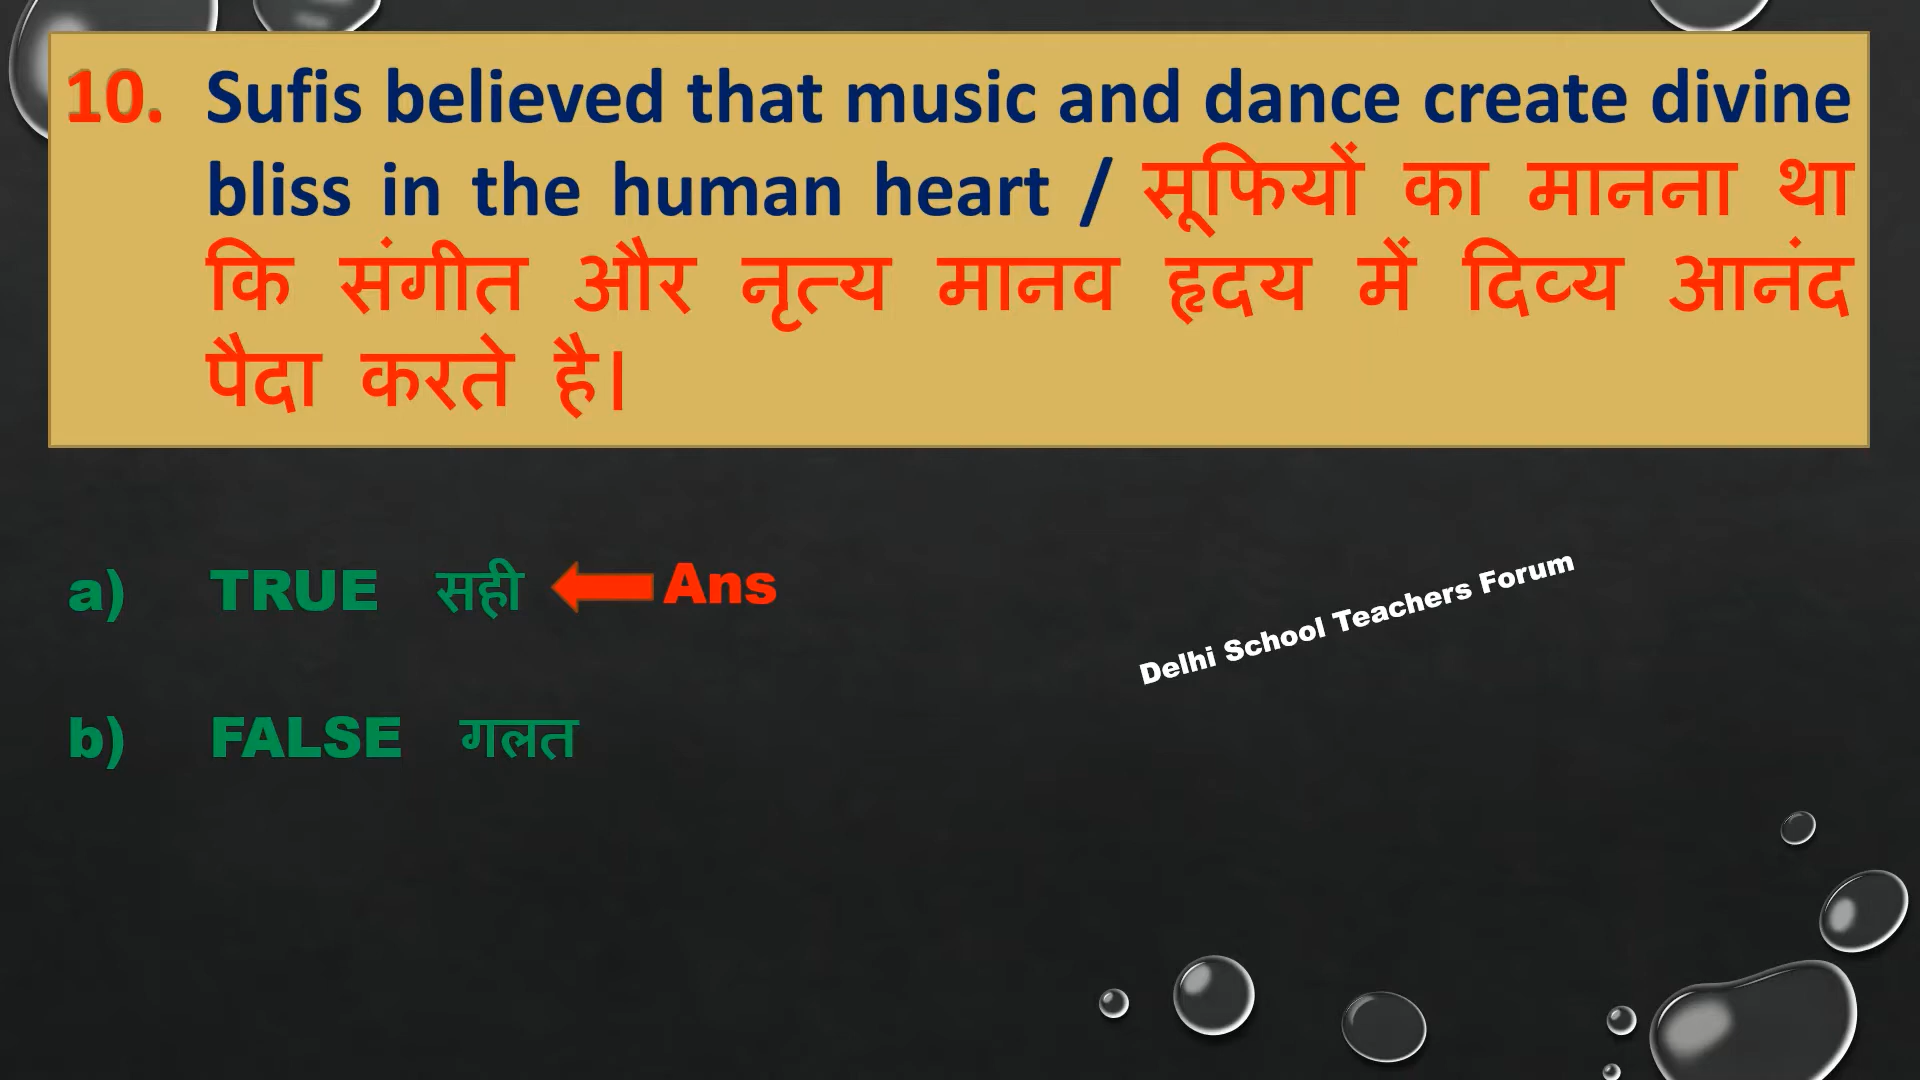 10. Sufis believed that music and dance create divine
bliss in the human heart / सूफियों का मानना था
कि संगीत और नृत्य मानव हृदय में दिव्य आनंद
पैदा करते है।
a) TRUE सही Ans
Delhi School Teachers Forum
b) FALSE गलत